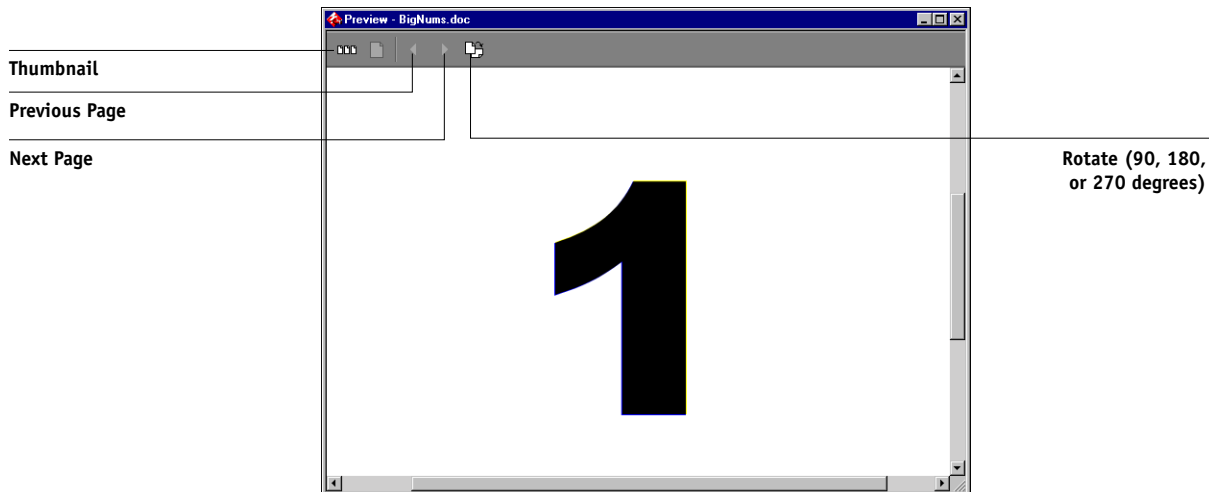 Preview - BigNums.doc
Thumbnail
Previous Page
Next Page
Rotate (90, 180,
or 270 degrees)
1